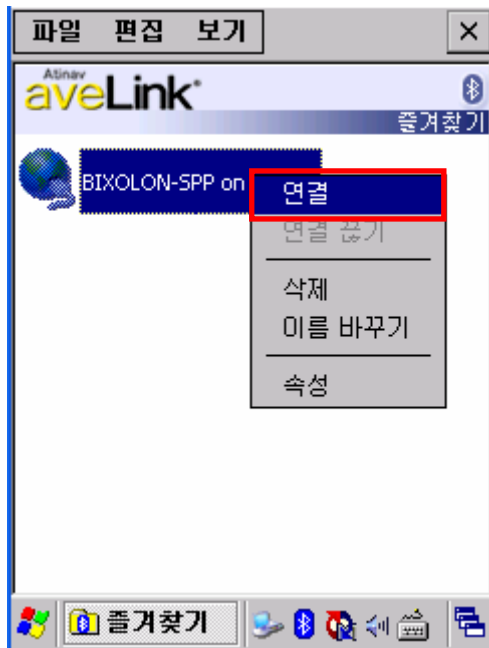 파일 편집 보기
Atinav
aveLink
즐겨찾기
BIXOLON-SPP on
연결
연결 끊기
삭제
이름 바꾸기
속성
즐겨찾기